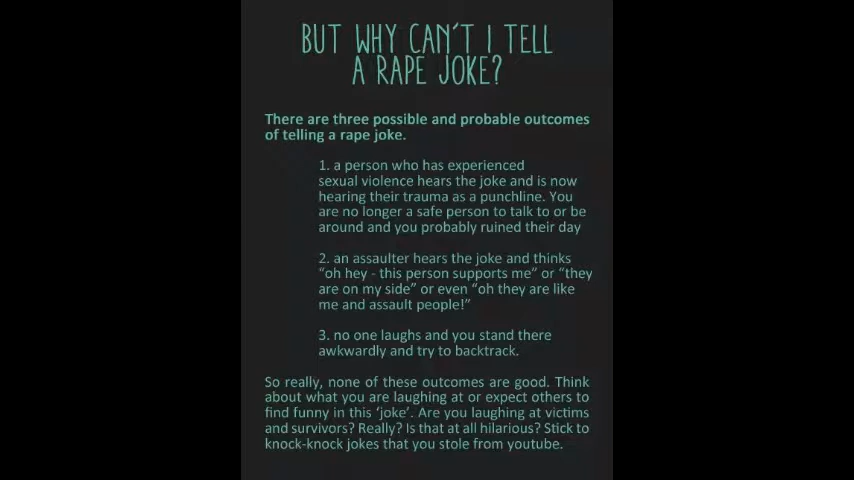 BUT WHY CAN'T I TELL
A RAPE JOKE?
There are three possible and probable outcomes
of telling a rape joke.
1. a person who has experienced
sexual violence hears the joke and is now
hearing their trauma as a punchline. You
are no longer a safe person to talk to or be
around and you probably ruined their day
2. an assaulter hears the joke and thinks
“oh hey - this person supports me” or “they
are on my side” or even “oh they are like
me and assault people!”
3. no one laughs and you stand there
awkwardly and try to backtrack.
So really, none of these outcomes are good. Think
about what you are laughing at or expect others to
find funny in this ‘joke’. Are you laughing at victims
and survivors? Really? Is that at all hilarious? Stick to
knock-knock jokes that you stole from youtube.